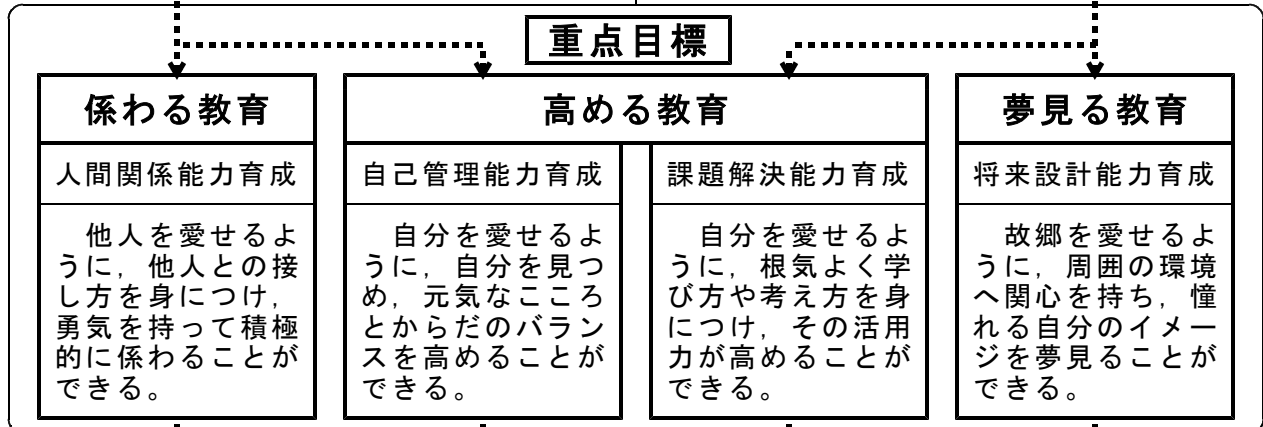 重点目標
係わる教育
人間関係能力育成
他人を愛せるよ
うに，他人との接
し方を身につけ，
勇気を持って積極
的に係わることが
できる。
高める教育
自己管理能力育成
自分を愛せるよ
うに，自分を見つ
め，元気なこころ
とからだのバラン
スを高めることが
できる。
課題解決能力育成
自分を愛せるよ
うに，根気よく学
び方や考え方を身
につけ，その活用
力が高めることが
できる。
夢見る教育
将来設計能力育成
故郷を愛せるよ
うに，周囲の環境
へ関心を持ち，憧
れる自分のイメー
ジを夢見ることが
できる。